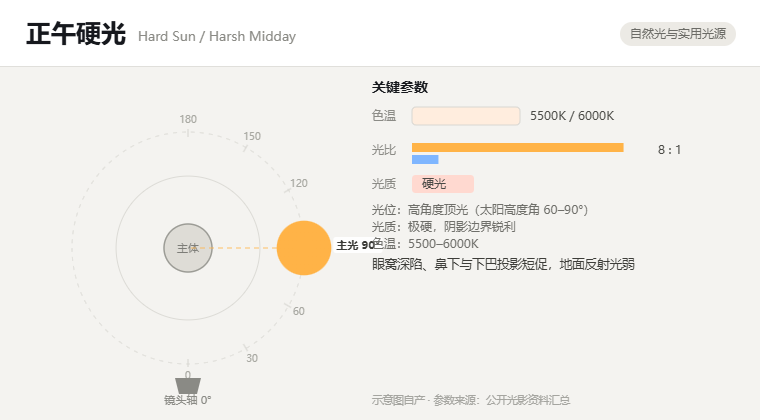 正午硬光 Hard Sun / Harsh Midday
自然光与实用光源
180
150
120
主体
主光 90°
60
30
0
镜头轴 0°
关键参数
色温 5500K / 6000K
光比 8 : 1
光质 硬光
光位：高角度顶光（太阳高度角 60–90°）
光质：极硬，阴影边界锐利
色温：5500–6000K
眼窝深陷、鼻下与下巴投影短促，地面反射光弱
示意图自产 · 参数来源：公开光影资料汇总